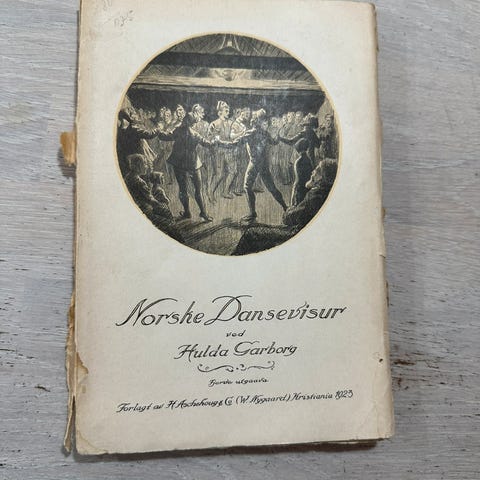 Norske Dansevisur
ved
Hulda Garborg
Fjorde utgaava
Forlagt av H. Aschehoug & Co (W. Nygaard) Kristiania 1923